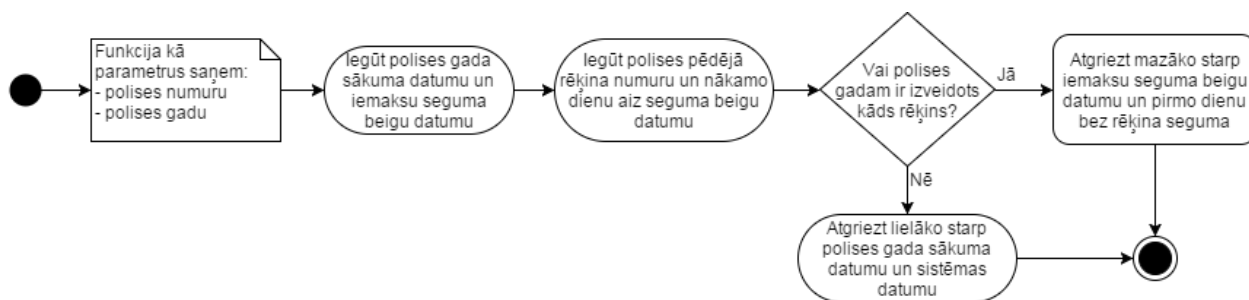 Funkcija kā
parametrus saņem:
- polises numuru
- polises gadu
Iegūt polises gada
sākuma datumu un
iemaksu seguma
beigu datumu
Iegūt polises pēdējā
rēķina numuru un nākamo
dienu aiz seguma beigu
datumu
Vai polises
gadam ir izveidots
kāds rēķins?
Jā
Atgriezt mazāko starp
iemaksu seguma beigu
datumu un pirmo dienu
bez rēķina seguma
Nē
Atgriezt lielāko starp
polises gada sākuma
datumu un sistēmas
datumu